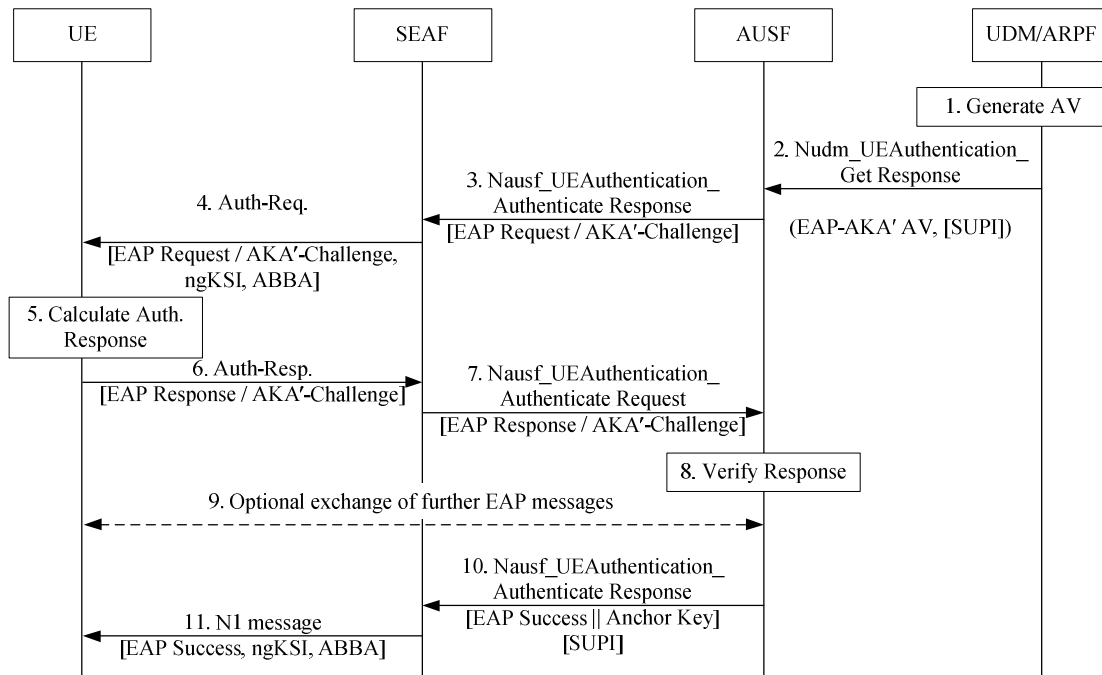 UE
SEAF
AUSF
UDM/ARPF
1. Generate AV
2. Nudm_UEAuthentication_
Get Response
(EAP-AKA′ AV, [SUPI])
3. Nausf_UEAuthentication_
Authenticate Response
[EAP Request / AKA′-Challenge]
4. Auth-Req.
[EAP Request / AKA′-Challenge,
ngKSI, ABBA]
5. Calculate Auth.
Response
6. Auth-Resp.
[EAP Response / AKA′-Challenge]
7. Nausf_UEAuthentication_
Authenticate Request
[EAP Response / AKA′-Challenge]
8. Verify Response
9. Optional exchange of further EAP messages
10. Nausf_UEAuthentication_
Authenticate Response
[EAP Success || Anchor Key]
[SUPI]
11. N1 message
[EAP Success, ngKSI, ABBA]